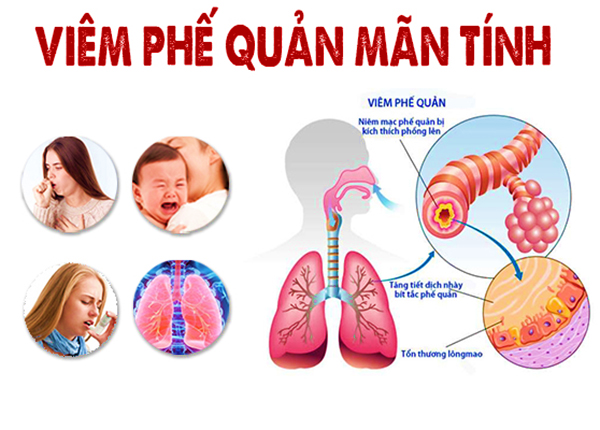 VIÊM PHẾ QUẢN MÃN TÍNH
VIÊM PHẾ QUẢN
Niêm mạc phế quản bị
kích thích phồng lên
Tăng tiết dịch nhày
bít tắc phế quản
Tổn thương lôngmao